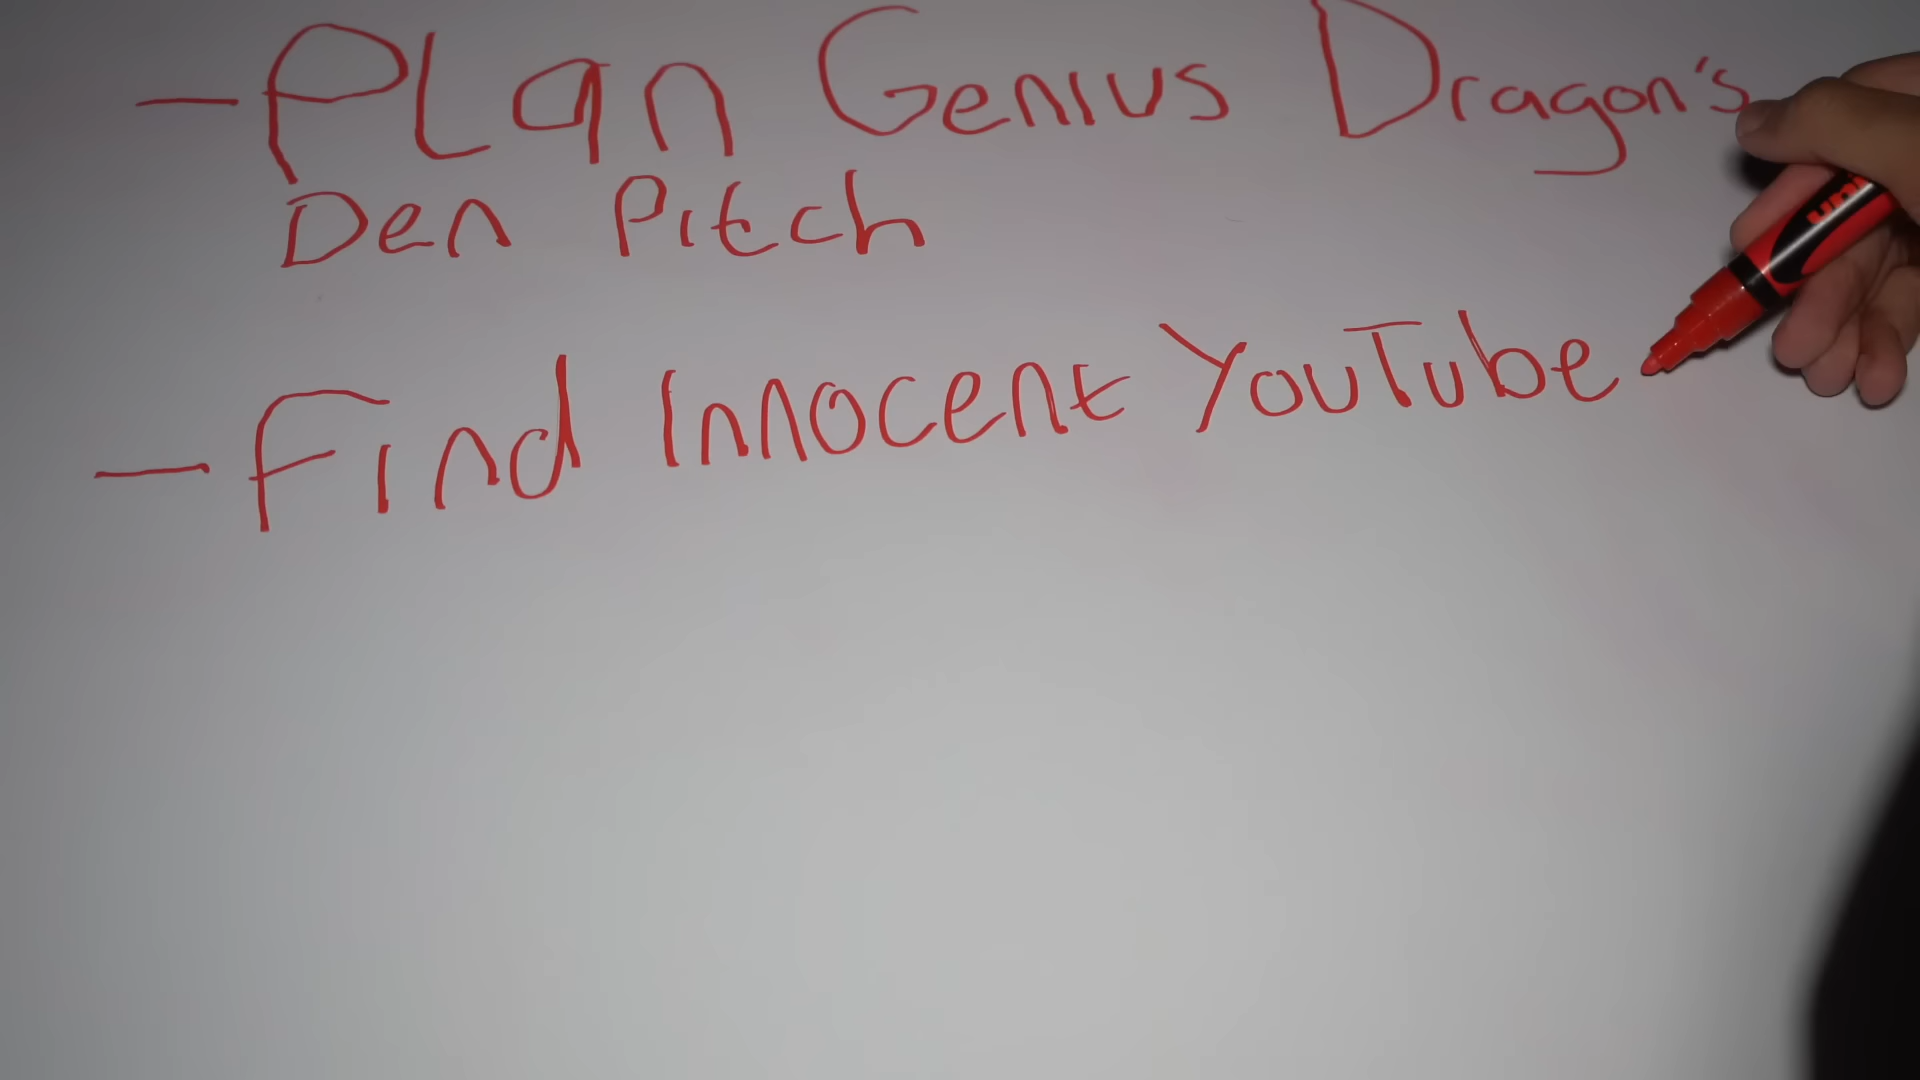 - Plan Genius Dragon's
Den Pitch
- Find Innocent YouTube